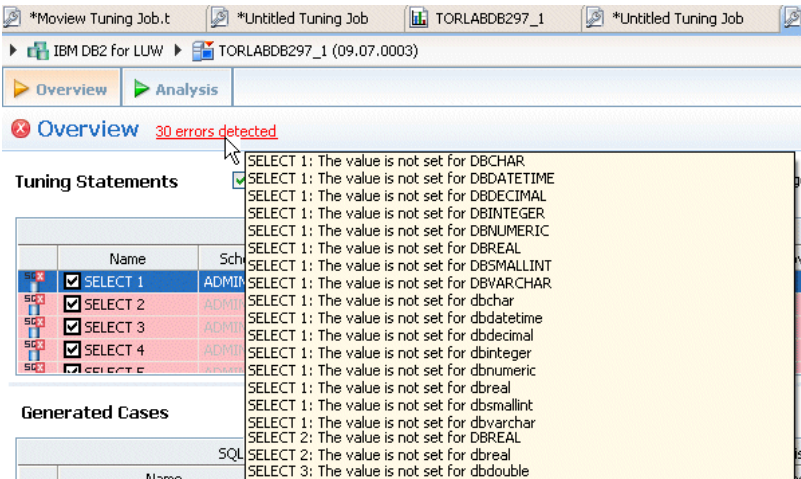 *Moview Tuning Job.t *Untitled Tuning Job TORLABDB297_1 *Untitled Tuning Job
IBM DB2 for LUW TORLABDB297_1 (09.07.0003)
Overview Analysis
Overview 30 errors detected
Tuning Statements
Name
SELECT 1
SELECT 2
SELECT 3
SELECT 4
Generated Cases
SQL
Name
SELECT 1: The value is not set for DBCHAR
SELECT 1: The value is not set for DBDATETIME
SELECT 1: The value is not set for DBDECIMAL
SELECT 1: The value is not set for DBINTEGER
SELECT 1: The value is not set for DBNUMERIC
SELECT 1: The value is not set for DBREAL
SELECT 1: The value is not set for DBSMALLINT
SELECT 1: The value is not set for DBVARCHAR
SELECT 1: The value is not set for dbchar
SELECT 1: The value is not set for dbdatetime
SELECT 1: The value is not set for dbdecimal
SELECT 1: The value is not set for dbinteger
SELECT 1: The value is not set for dbnumeric
SELECT 1: The value is not set for dbreal
SELECT 1: The value is not set for dbsmallint
SELECT 1: The value is not set for dbvarchar
SELECT 2: The value is not set for DBREAL
SELECT 2: The value is not set for dbreal
SELECT 3: The value is not set for dbdouble